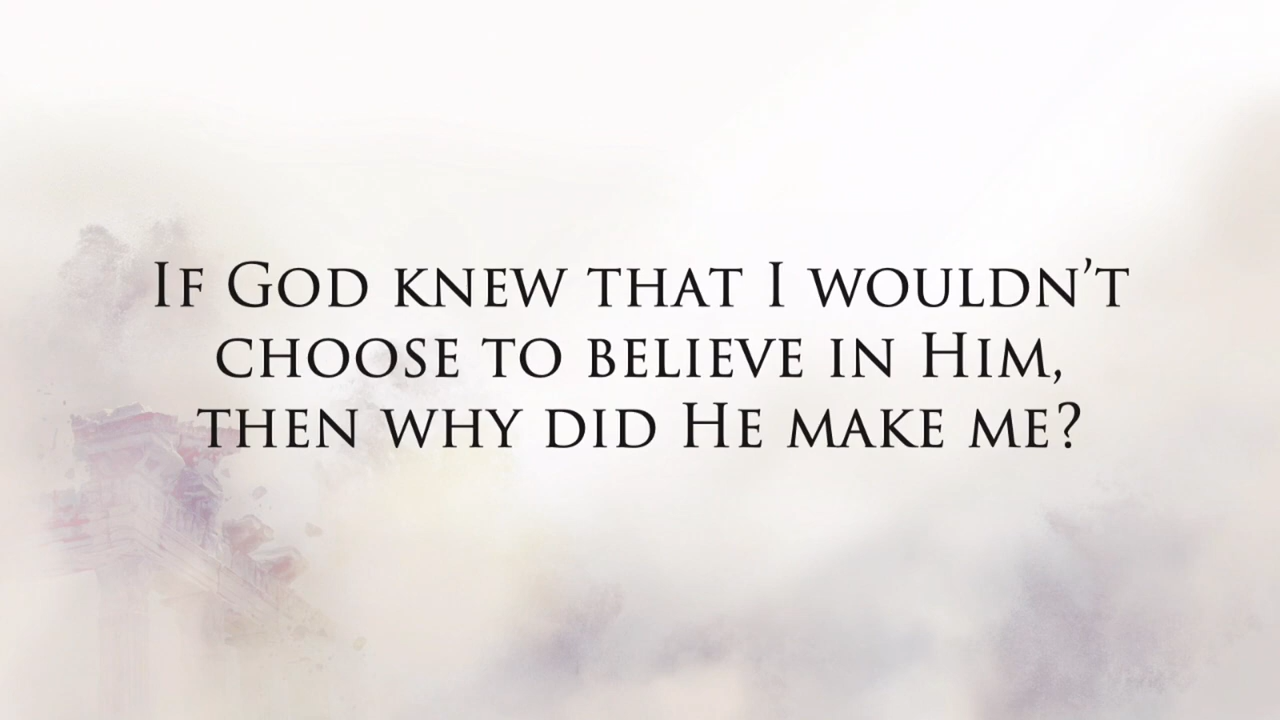 If God knew that I wouldn’t
choose to believe in Him,
then why did He make me?